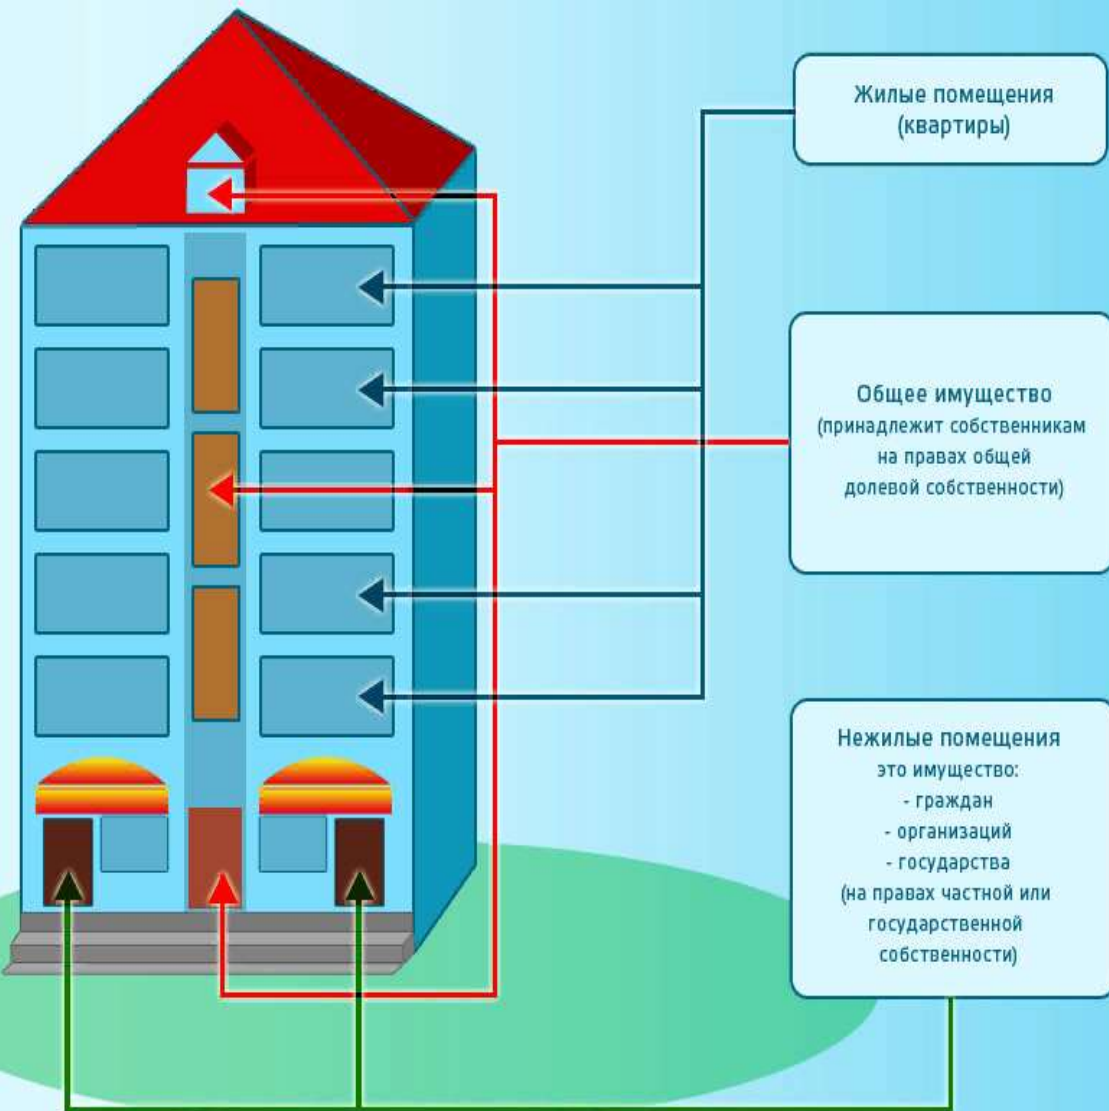 Жилые помещения
(квартиры)
Общее имущество
(принадлежит собственникам
на правах общей
долевой собственности)
Нежилые помещения
это имущество:
- граждан
- организаций
- государства
(на правах частной или
государственной
собственности)